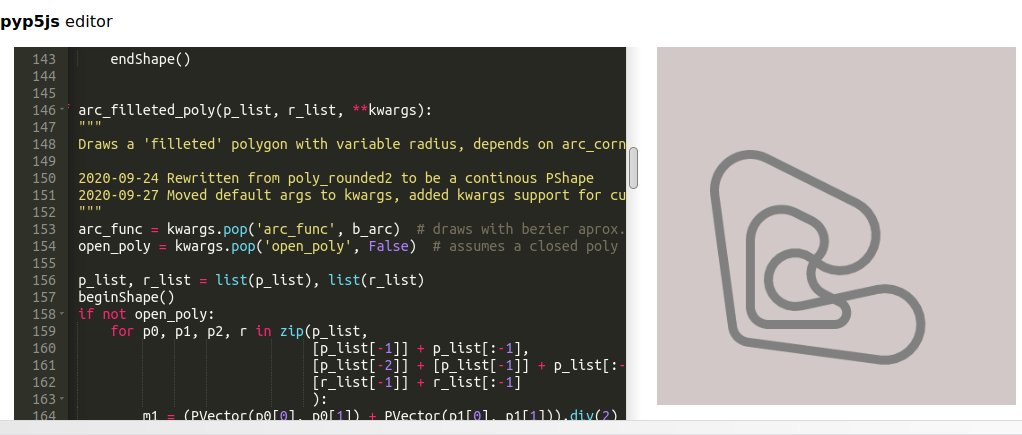 pyp5js editor
143 endShape()
144
145
146 arc_filleted_poly(p_list, r_list, **kwargs):
147 """
148 Draws a 'filleted' polygon with variable radius, depends on arc_corn
149
150 2020-09-24 Rewritten from poly_rounded2 to be a continous PShape
151 2020-09-27 Moved default args to kwargs, added kwargs support for cu
152 """
153 arc_func = kwargs.pop('arc_func', b_arc)  # draws with bezier aprox.
154 open_poly = kwargs.pop('open_poly', False)  # assumes a closed poly
155
156 p_list, r_list = list(p_list), list(r_list)
157 beginShape()
158 if not open_poly:
159 for p0, p1, p2, r in zip(p_list,
160 [p_list[-1]] + p_list[:-1],
161 [p_list[-2]] + [p_list[-1]] + p_list[:-
162 [r_list[-1]] + r_list[:-1]
163 ):
164 m1 = (PVector(p0[0], p0[1]) + PVector(p1[0], p1[1])).div(2)